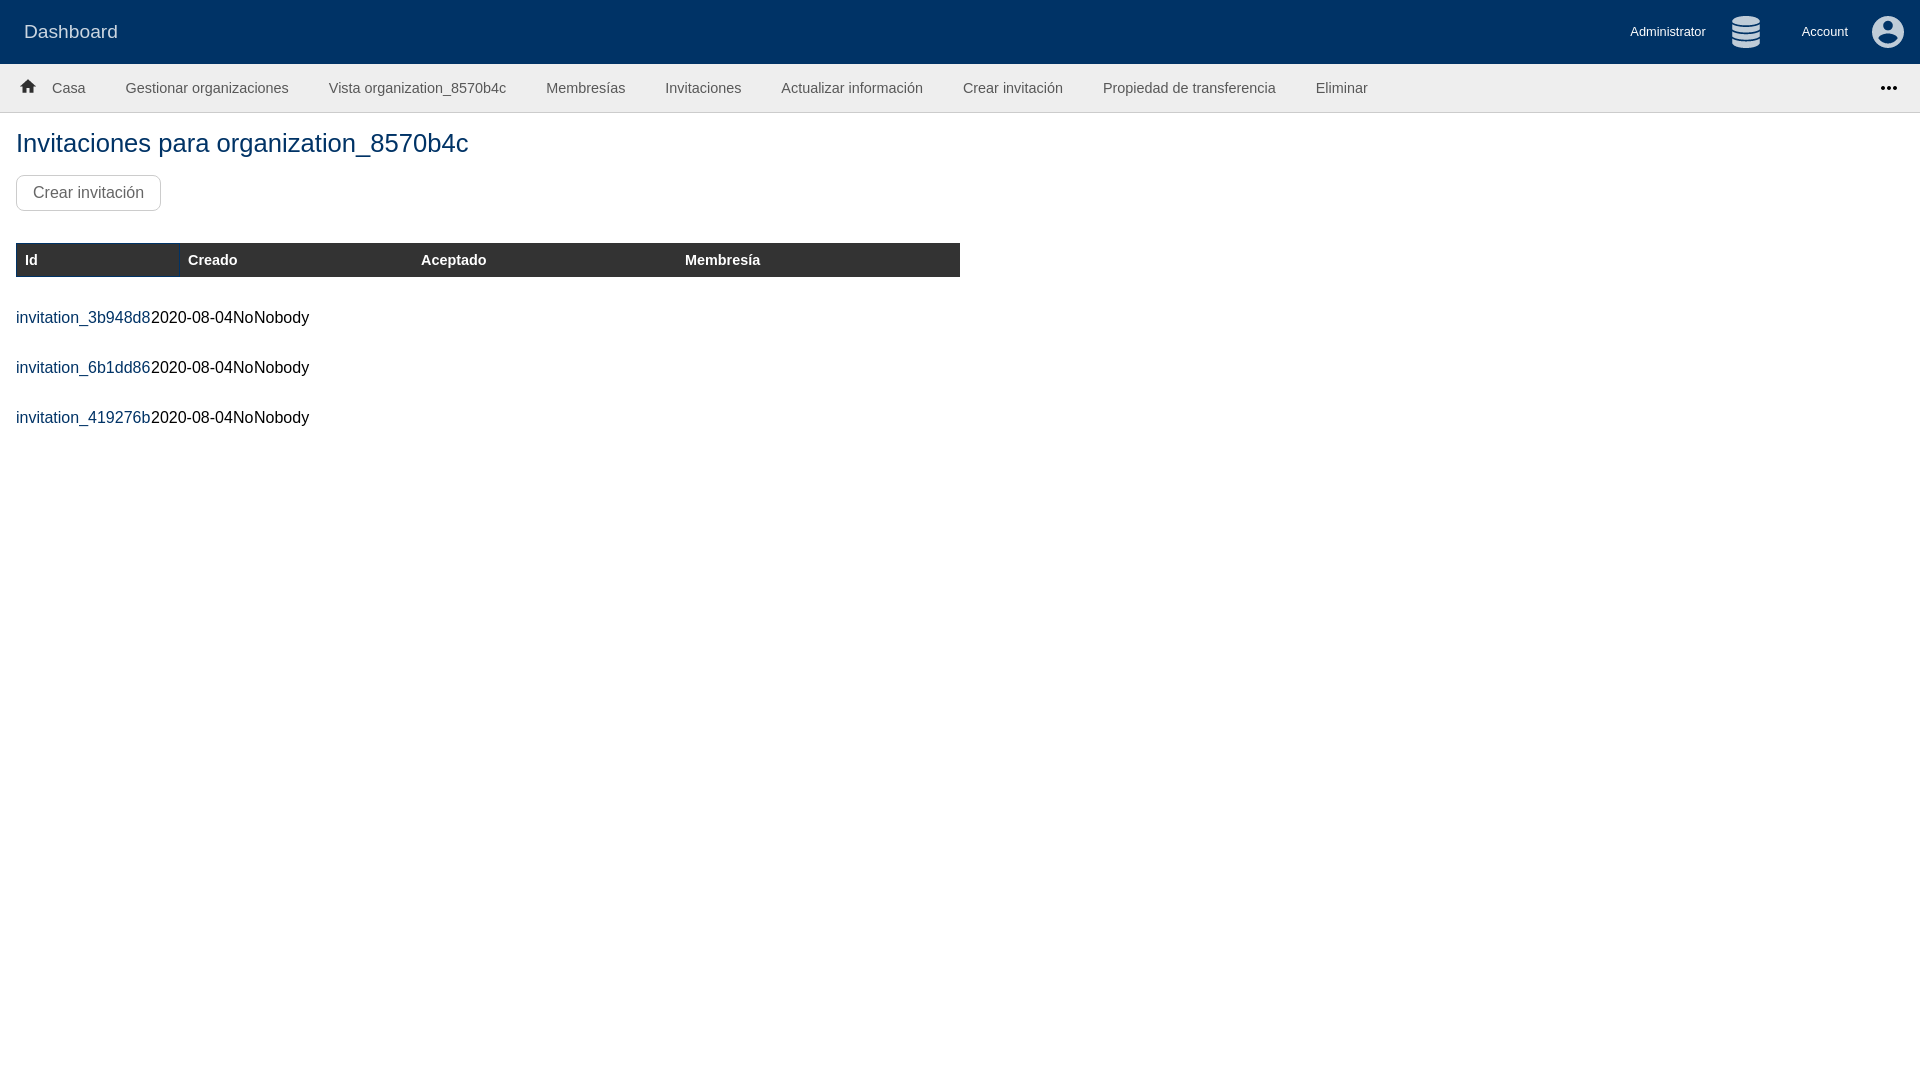 Dashboard Administrator Account
Casa Gestionar organizaciones Vista organization_8570b4c Membresías Invitaciones Actualizar información Crear invitación Propiedad de transferencia Eliminar
Invitaciones para organization_8570b4c
Crear invitación
Id Creado Aceptado Membresía
invitation_3b948d82020-08-04NoNobody
invitation_6b1dd862020-08-04NoNobody
invitation_419276b2020-08-04NoNobody